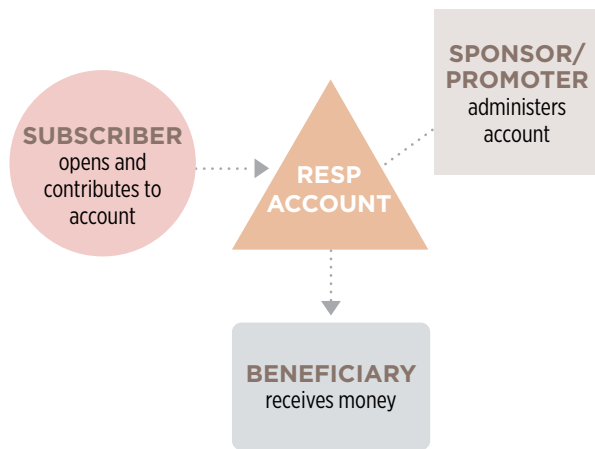 SPONSOR/
PROMOTER
administers
account
SUBSCRIBER
opens and
contributes to
account
RESP
ACCOUNT
BENEFICIARY
receives money